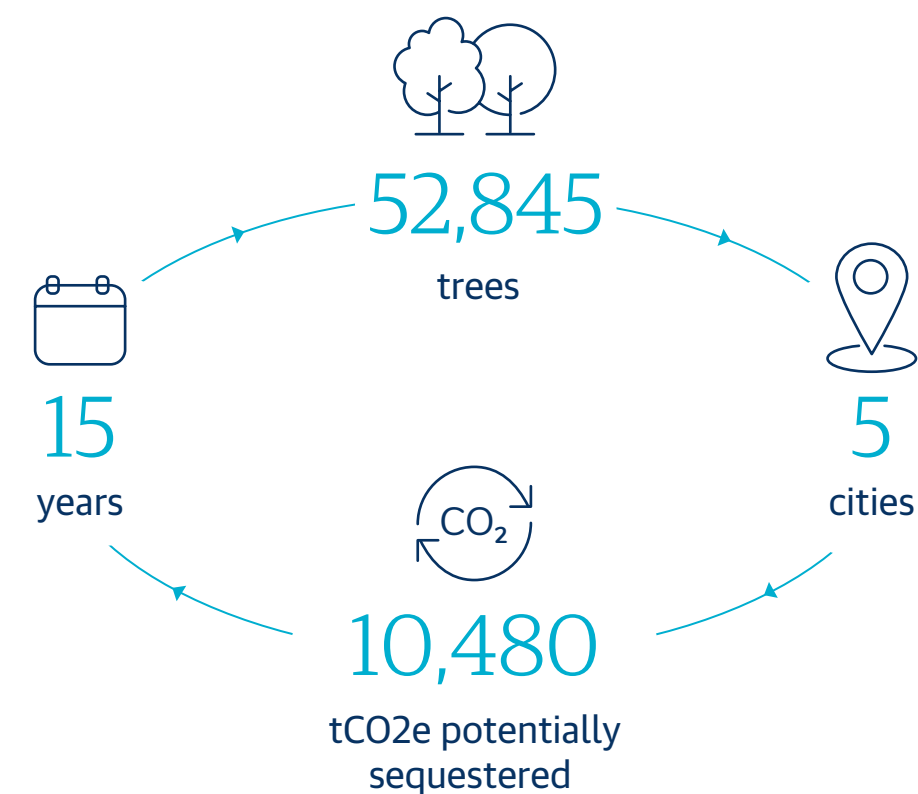 52,845
trees
15
years
5
cities
CO₂
10,480
tCO2e potentially
sequestered